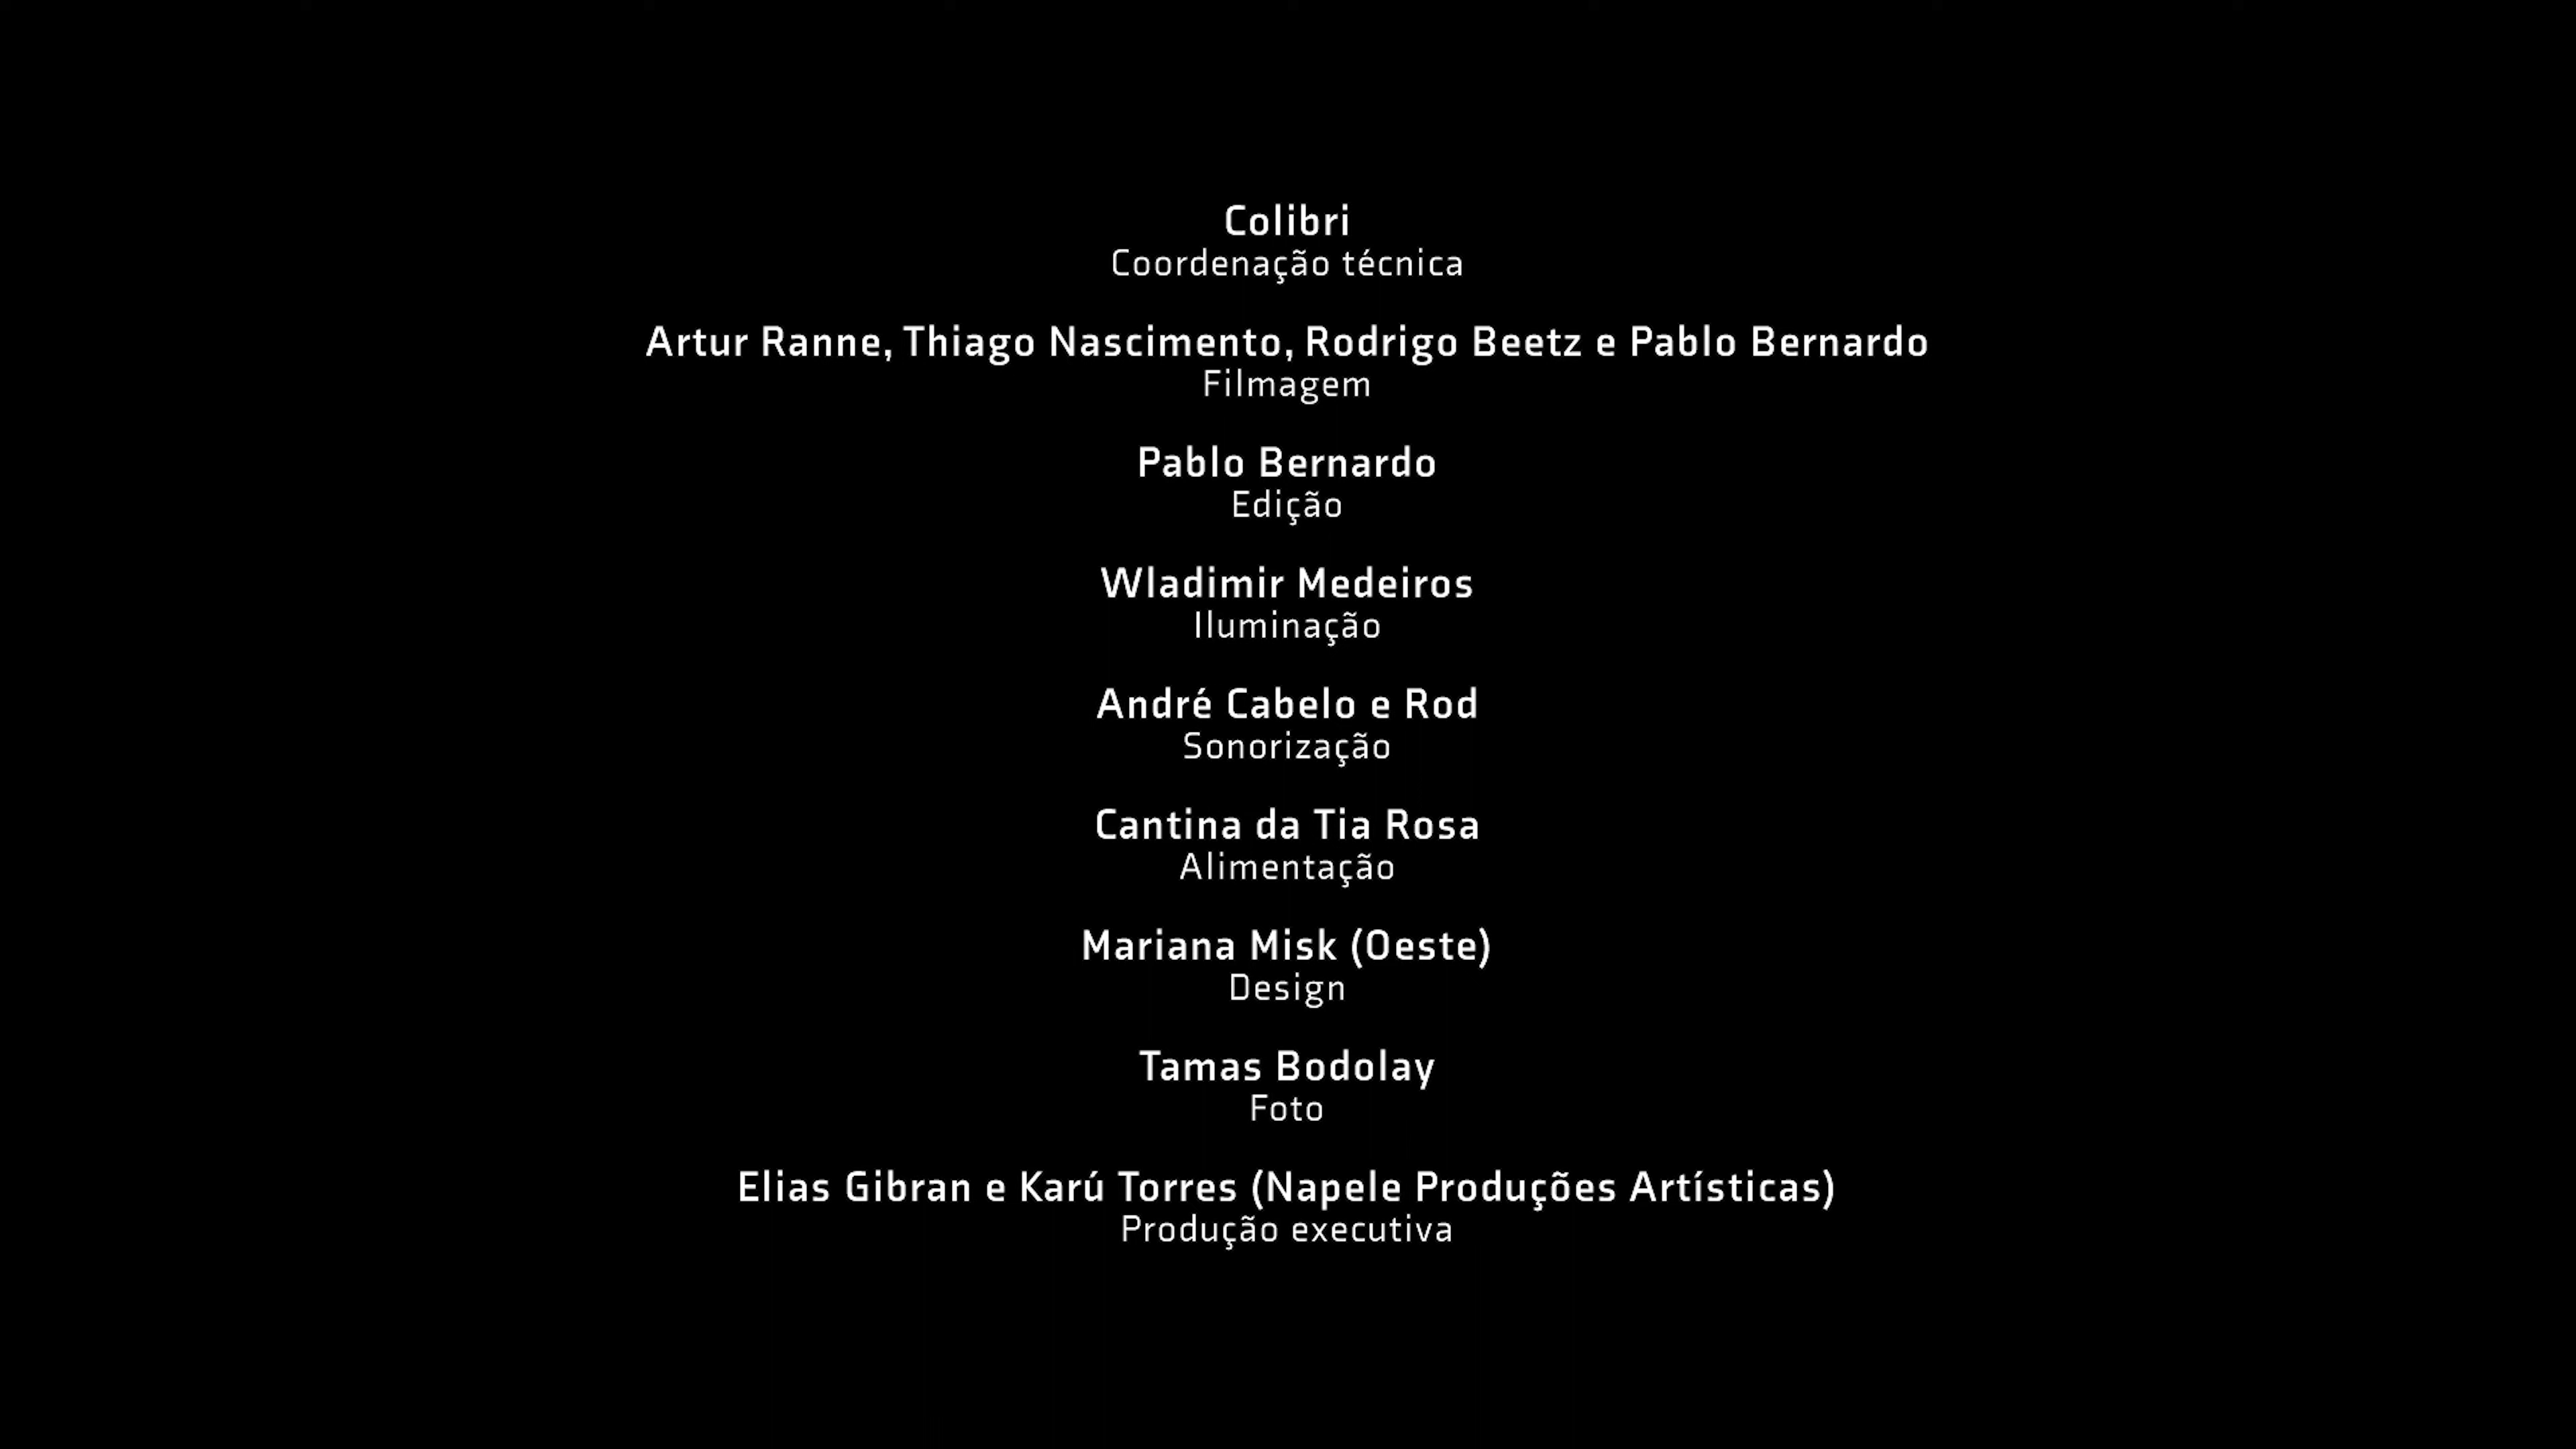 Colibri
Coordenação técnica
Artur Ranne, Thiago Nascimento, Rodrigo Beetz e Pablo Bernardo
Filmagem
Pablo Bernardo
Edição
Wladimir Medeiros
Iluminação
André Cabelo e Rod
Sonorização
Cantina da Tia Rosa
Alimentação
Mariana Misk (Oeste)
Design
Tamas Bodolay
Foto
Elias Gibran e Karú Torres (Napele Produções Artísticas)
Produção executiva